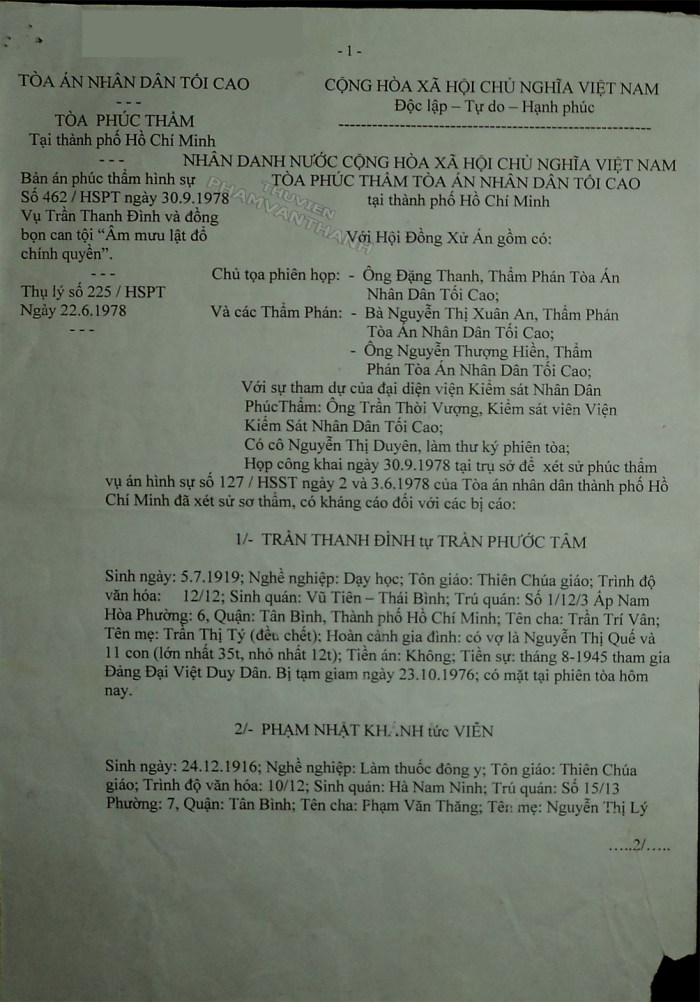 - 1 -
TÒA ÁN NHÂN DÂN TỐI CAO
- - -
TÒA PHÚC THẨM
Tại thành phố Hồ Chí Minh
- - -
Bản án phúc thẩm hình sự
Số 462 / HSPT ngày 30.9.1978
Vụ Trần Thanh Đình và đồng
bọn can tội “Âm mưu lật đổ
chính quyền”.
- - -
Thụ lý số 225 / HSPT
Ngày 22.6.1978
- - -
CỘNG HÒA XÃ HỘI CHỦ NGHĨA VIỆT NAM
Độc lập – Tự do – Hạnh phúc
----------------------------------------------------
NHÂN DANH NƯỚC CỘNG HÒA XÃ HỘI CHỦ NGHĨA VIỆT NAM
TÒA PHÚC THẨM TÒA ÁN NHÂN DÂN TỐI CAO
tại thành phố Hồ Chí Minh
THUVIEN
PHAMVANTHANH
Với Hội Đồng Xử Án gồm có:
Chủ tọa phiên họp: - Ông Đặng Thanh, Thẩm Phán Tòa Án
Nhân Dân Tối Cao;
Và các Thẩm Phán: - Bà Nguyễn Thị Xuân An, Thẩm Phán
Tòa Án Nhân Dân Tối Cao;
- Ông Nguyễn Thượng Hiền, Thẩm
Phán Tòa Án Nhân Dân Tối Cao;
Với sự tham dự của đại diện viện Kiểm sát Nhân Dân
PhúcThẩm: Ông Trần Thời Vượng, Kiểm sát viên Viện
Kiểm Sát Nhân Dân Tối Cao;
Có cô Nguyễn Thị Duyên, làm thư ký phiên tòa;
Họp công khai ngày 30.9.1978 tại trụ sở để xét sử phúc thẩm
vụ án hình sự số 127 / HSST ngày 2 và 3.6.1978 của Tòa án nhân dân thành phố Hồ
Chí Minh đã xét sử sơ thẩm, có kháng cáo đối với các bị cáo:
1/- TRẦN THANH ĐÌNH tự TRẦN PHƯỚC TÂM
Sinh ngày: 5.7.1919; Nghề nghiệp: Dạy học; Tôn giáo: Thiên Chúa giáo; Trình độ
văn hóa: 12/12; Sinh quán: Vũ Tiên – Thái Bình; Trú quán: Số 1/12/3 Ấp Nam
Hòa Phường: 6, Quận: Tân Bình, Thành phố Hồ Chí Minh; Tên cha: Trần Trí Vân;
Tên mẹ: Trần Thị Tý (đều chết); Hoàn cảnh gia đình: có vợ là Nguyễn Thị Quế và
11 con (lớn nhất 35t, nhỏ nhất 12t); Tiền án: Không; Tiền sự: tháng 8-1945 tham gia
Đảng Đại Việt Duy Dân. Bị tạm giam ngày 23.10.1976; có mặt tại phiên tòa hôm
nay.
2/- PHẠM NHẬT KHÁNH tức VIỄN
Sinh ngày: 24.12.1916; Nghề nghiệp: Làm thuốc đông y; Tôn giáo: Thiên Chúa
giáo; Trình độ văn hóa: 10/12; Sinh quán: Hà Nam Ninh; Trú quán: Số 15/13
Phường: 7, Quận: Tân Bình; Tên cha: Phạm Văn Thăng; Tên mẹ: Nguyễn Thị Lý
.....2/.....